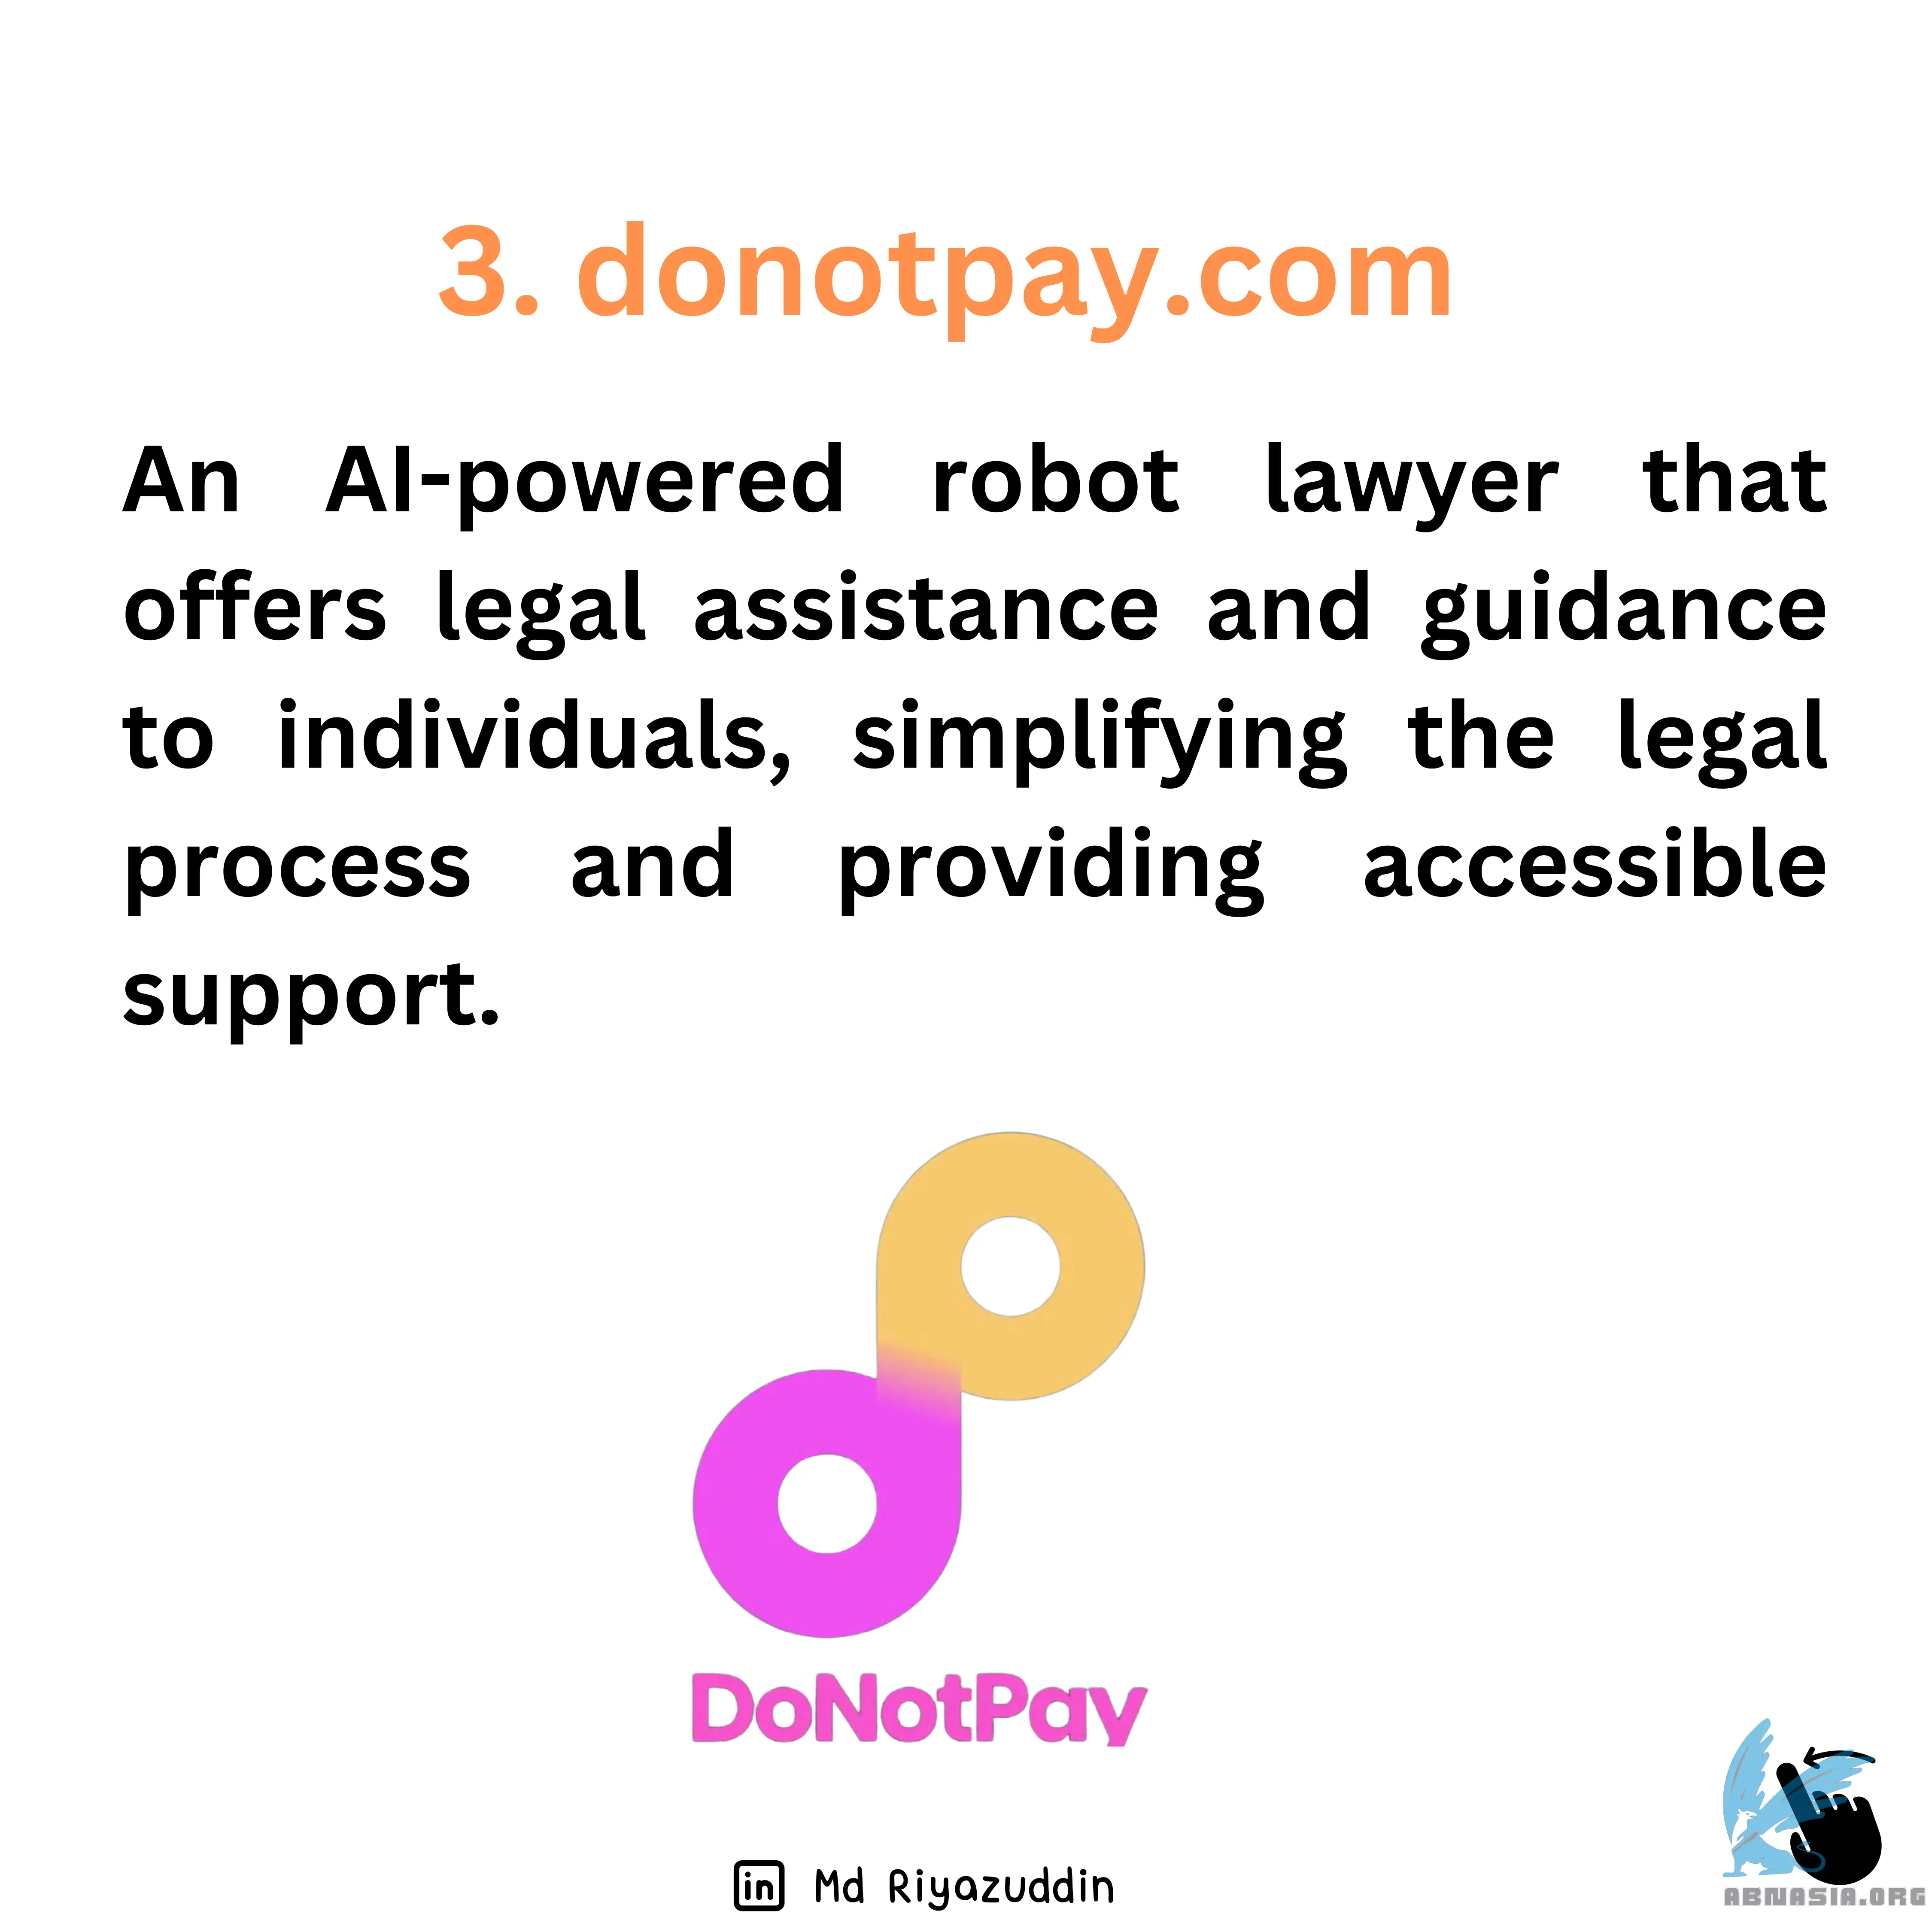 3. donotpay.com
An AI-powered robot lawyer that
offers legal assistance and guidance
to individuals, simplifying the legal
process and providing accessible
support.
DoNotPay
in Md Riyazuddin
ABNASIA.ORG